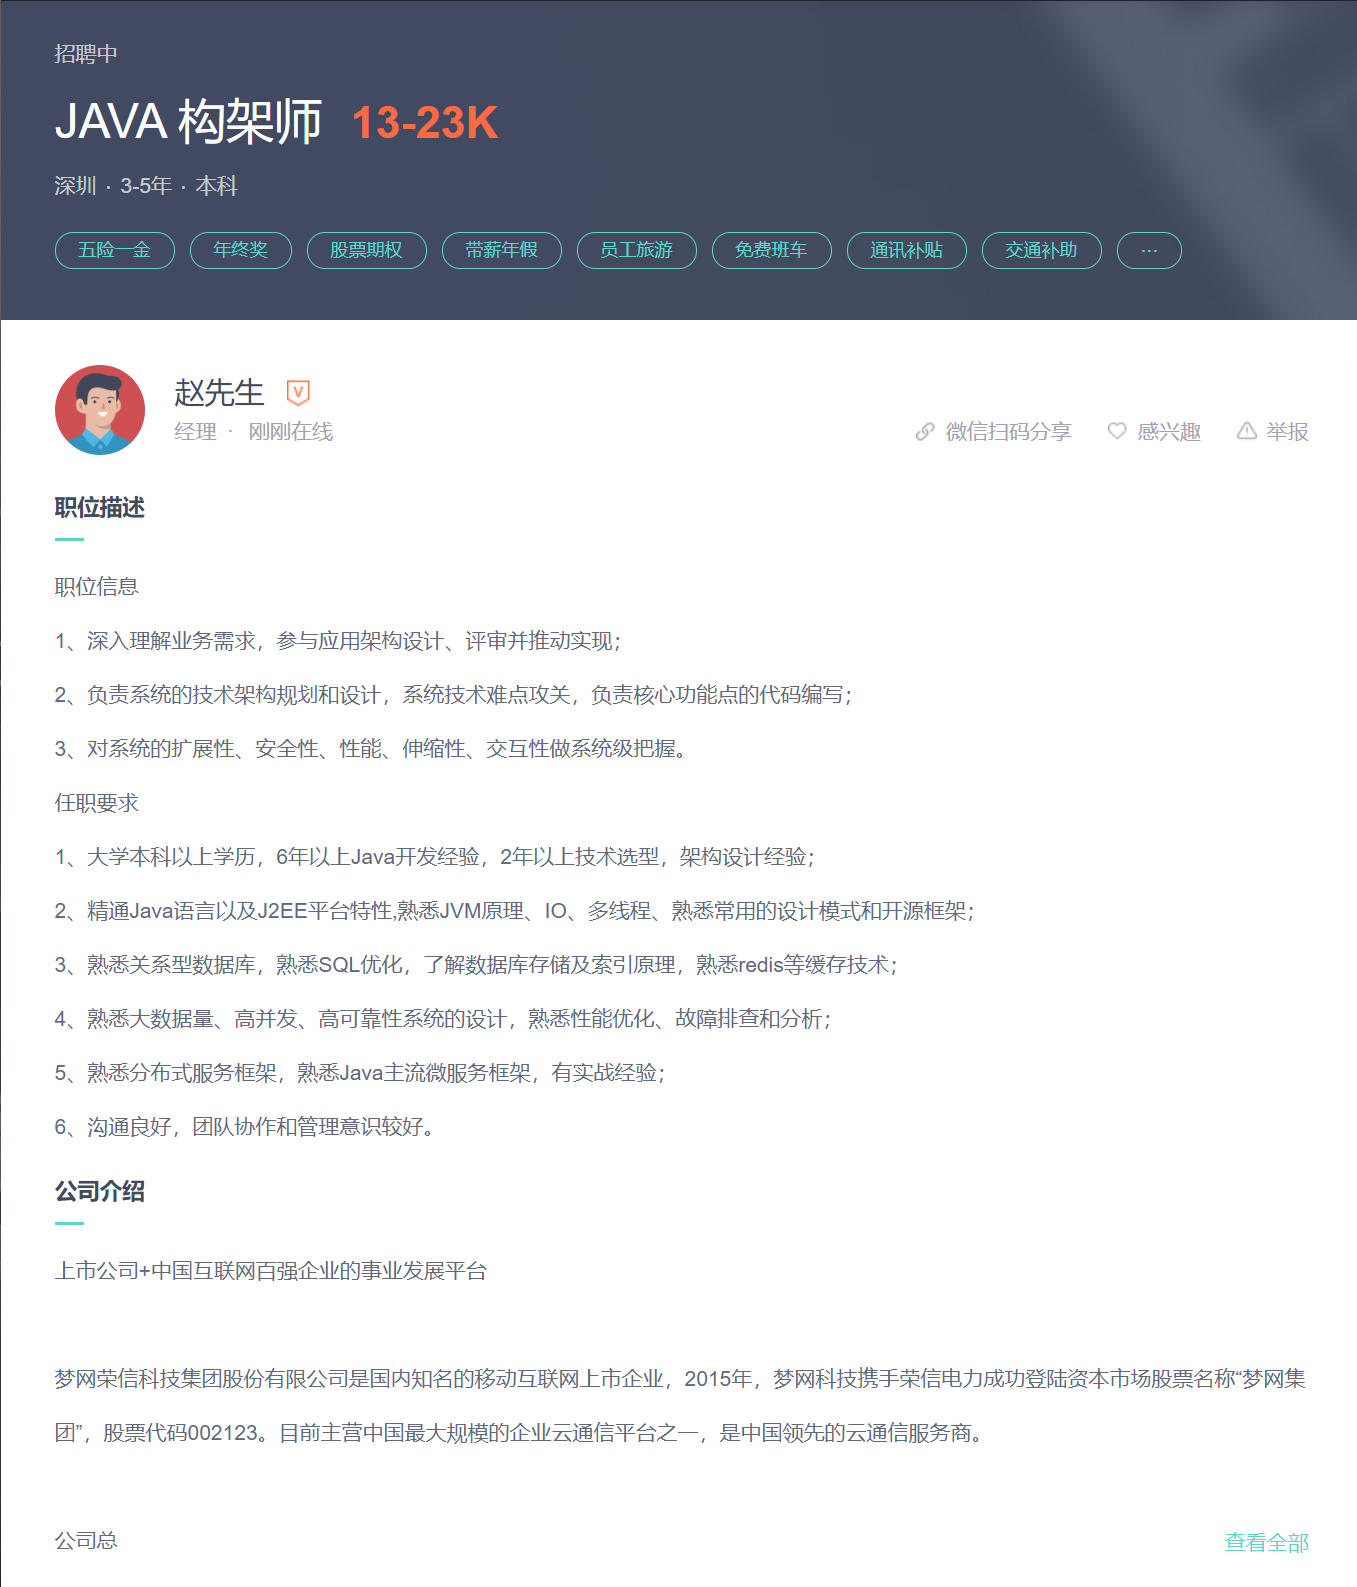 招聘中
JAVA 构架师 13-23K
深圳 · 3-5年 · 本科
五险一金 年终奖 股票期权 带薪年假 员工旅游 免费班车 通讯补贴 交通补助 ...
赵先生
经理 · 刚刚在线 微信扫码分享 感兴趣 举报
职位描述
职位信息
1、深入理解业务需求，参与应用架构设计、评审并推动实现；
2、负责系统的技术架构规划和设计，系统技术难点攻关，负责核心功能点的代码编写；
3、对系统的扩展性、安全性、性能、伸缩性、交互性做系统级把握。
任职要求
1、大学本科以上学历，6年以上Java开发经验，2年以上技术选型，架构设计经验；
2、精通Java语言以及J2EE平台特性,熟悉JVM原理、IO、多线程、熟悉常用的设计模式和开源框架；
3、熟悉关系型数据库，熟悉SQL优化，了解数据库存储及索引原理，熟悉redis等缓存技术；
4、熟悉大数据量、高并发、高可靠性系统的设计，熟悉性能优化、故障排查和分析；
5、熟悉分布式服务框架，熟悉Java主流微服务框架，有实战经验；
6、沟通良好，团队协作和管理意识较好。
公司介绍
上市公司+中国互联网百强企业的事业发展平台
梦网荣信科技集团股份有限公司是国内知名的移动互联网上市企业，2015年，梦网科技携手荣信电力成功登陆资本市场股票名称“梦网集
团”，股票代码002123。目前主营中国最大规模的企业云通信平台之一，是中国领先的云通信服务商。
公司总 查看全部